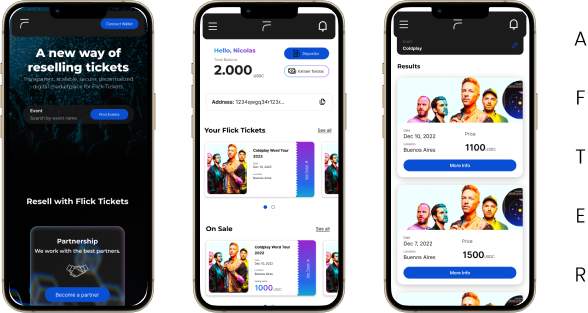 Connect Wallet
A new way of
reselling tickets
Transparent, scalable, secure, decentralized
digital marketplace for Flick Tickets.
Event
Search by event name
Find Events
Resell with Flick Tickets
Partnership
We work with the best partners.
Become a partner
Hello, Nicolas
Total Balance
2.000 USDC
Depositar
Address: 1234qwgq34r123r...
Your Flick Tickets
See all
Coldplay Word Tour
2022
Date
Dec 10, 2022
Location
Buenos Aires
On Sale
See all
Coldplay Word Tour
2022
Date
Dec 10, 2022
Location
Buenos Aires
1000 USDC
Event
Coldplay
Results
Date
Dec 10, 2022
Location
Buenos Aires
Price
1100 USDC
More Info
Date
Dec 7, 2022
Location
Buenos Aires
Price
1500 USDC
More Info
A
F
T
E
R